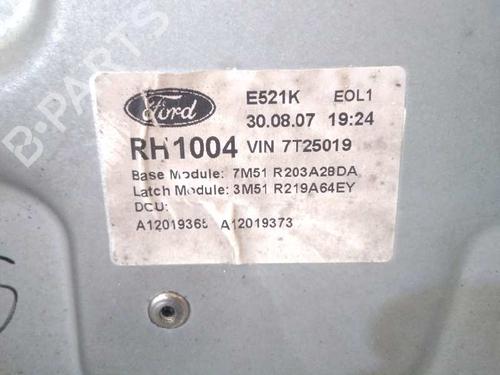 B-PARTS
Ford
E521K EOL1
30.08.07 19:24
RH1004 VIN 7T25019
Base Module: 7M51 R203A28DA
Latch Module: 3M51 R219A64EY
DCU:
A12019365 A12019373